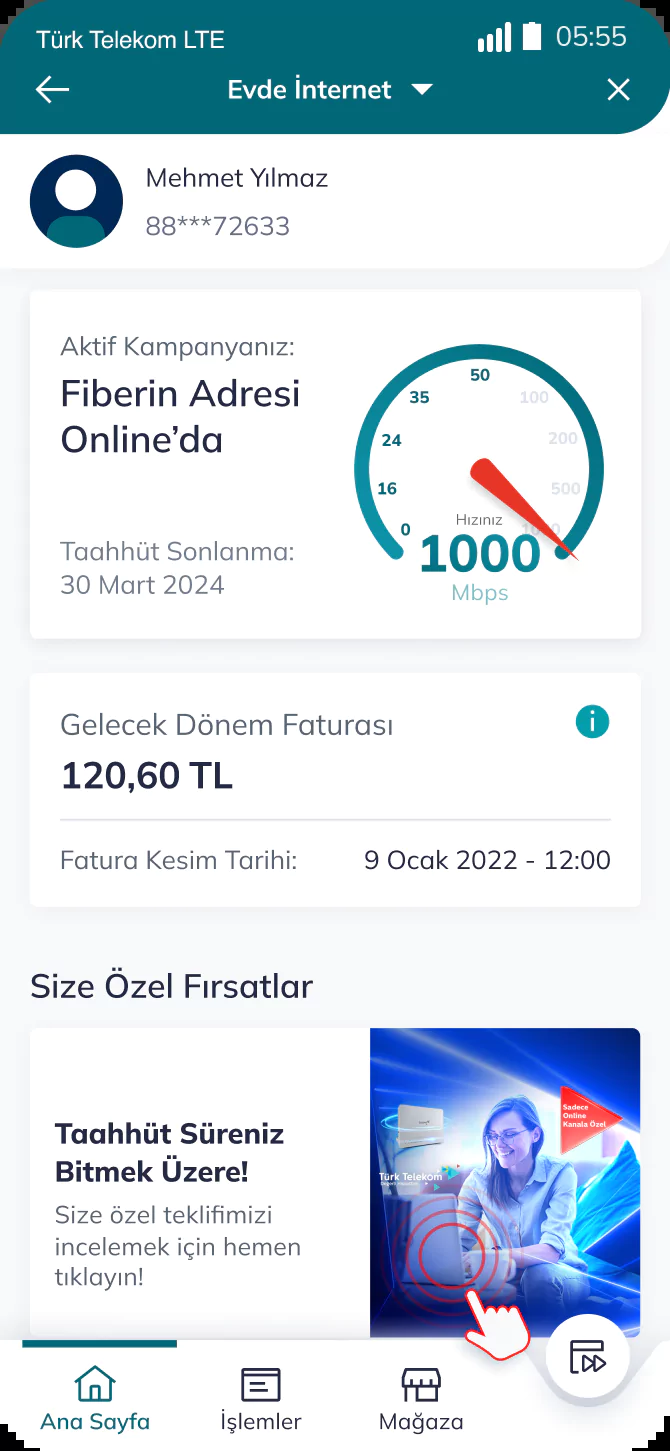 Türk Telekom LTE
05:55
Evde İnternet
Mehmet Yılmaz
88***72633
Aktif Kampanyanız:
Fiberin Adresi
Online’da
Taahhüt Sonlanma:
30 Mart 2024
0
16
24
35
50
100
200
500
Hızınız
1000
Mbps
Gelecek Dönem Faturası
120,60 TL
Fatura Kesim Tarihi:
9 Ocak 2022 - 12:00
Size Özel Fırsatlar
Taahhüt Süreniz
Bitmek Üzere!
Size özel teklifimizi
incelemek için hemen
tıklayın!
Sadece
Online
Kanala Özel
Türk Telekom
Ana Sayfa
İşlemler
Mağaza